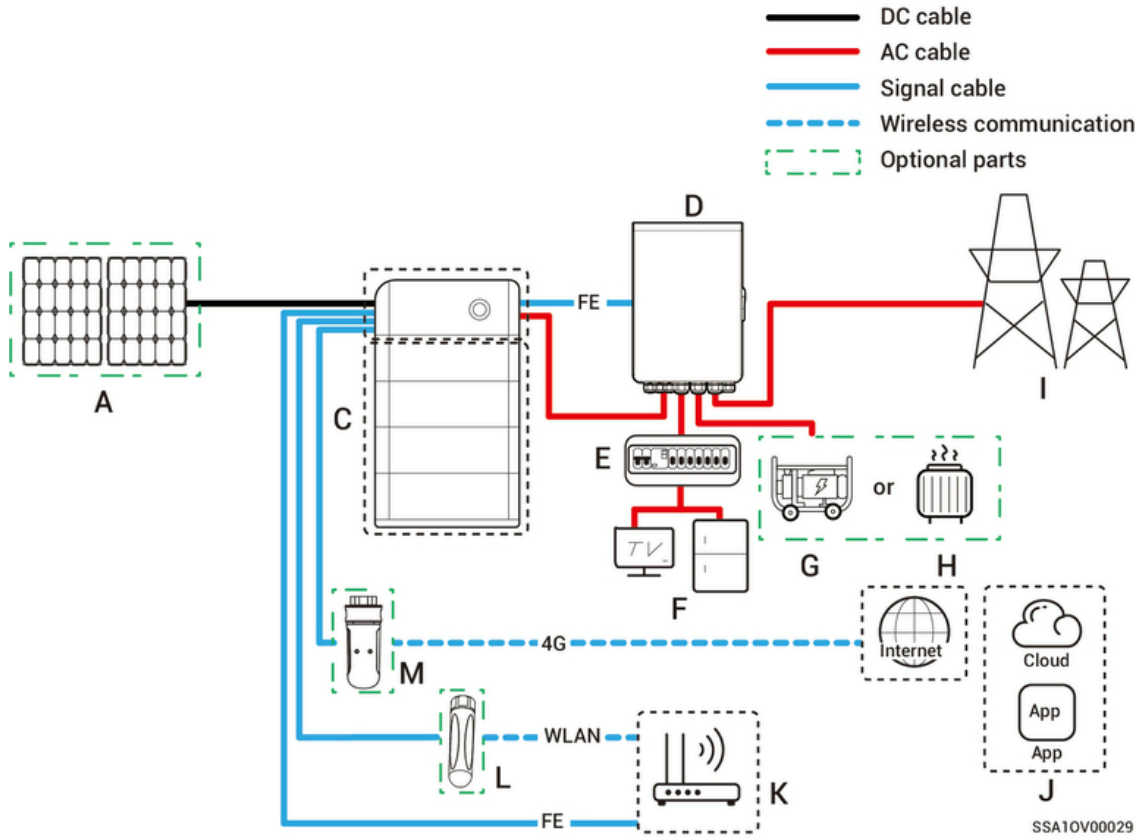 DC cable
AC cable
Signal cable
Wireless communication
Optional parts
D
FE
A
C
I
E
or
TV
G
H
F
4G
Internet
Cloud
M
App
App
WLAN
L
K
J
FE
SSA1OV00029